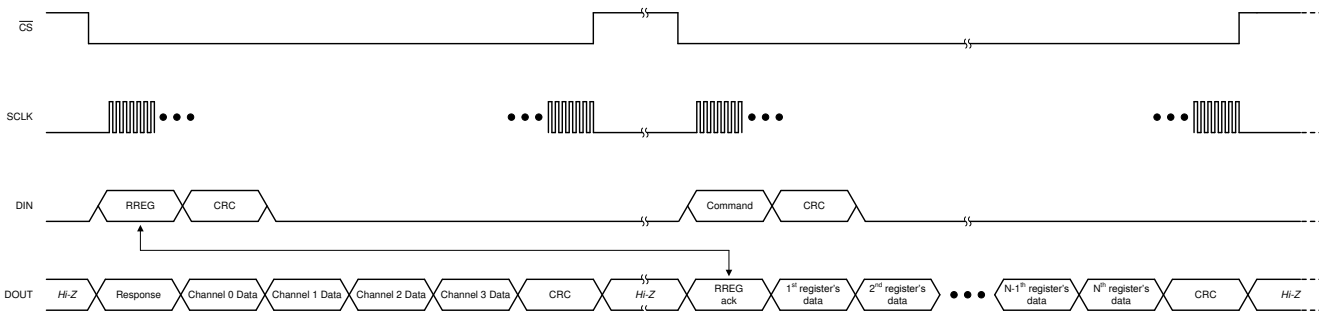 CS
SCLK
DIN
RREG
CRC
Command
CRC
DOUT
Hi-Z
Response
Channel 0 Data
Channel 1 Data
Channel 2 Data
Channel 3 Data
CRC
Hi-Z
RREG
ack
1st register's
data
2nd register's
data
N-1th register's
data
Nth register's
data
CRC
Hi-Z